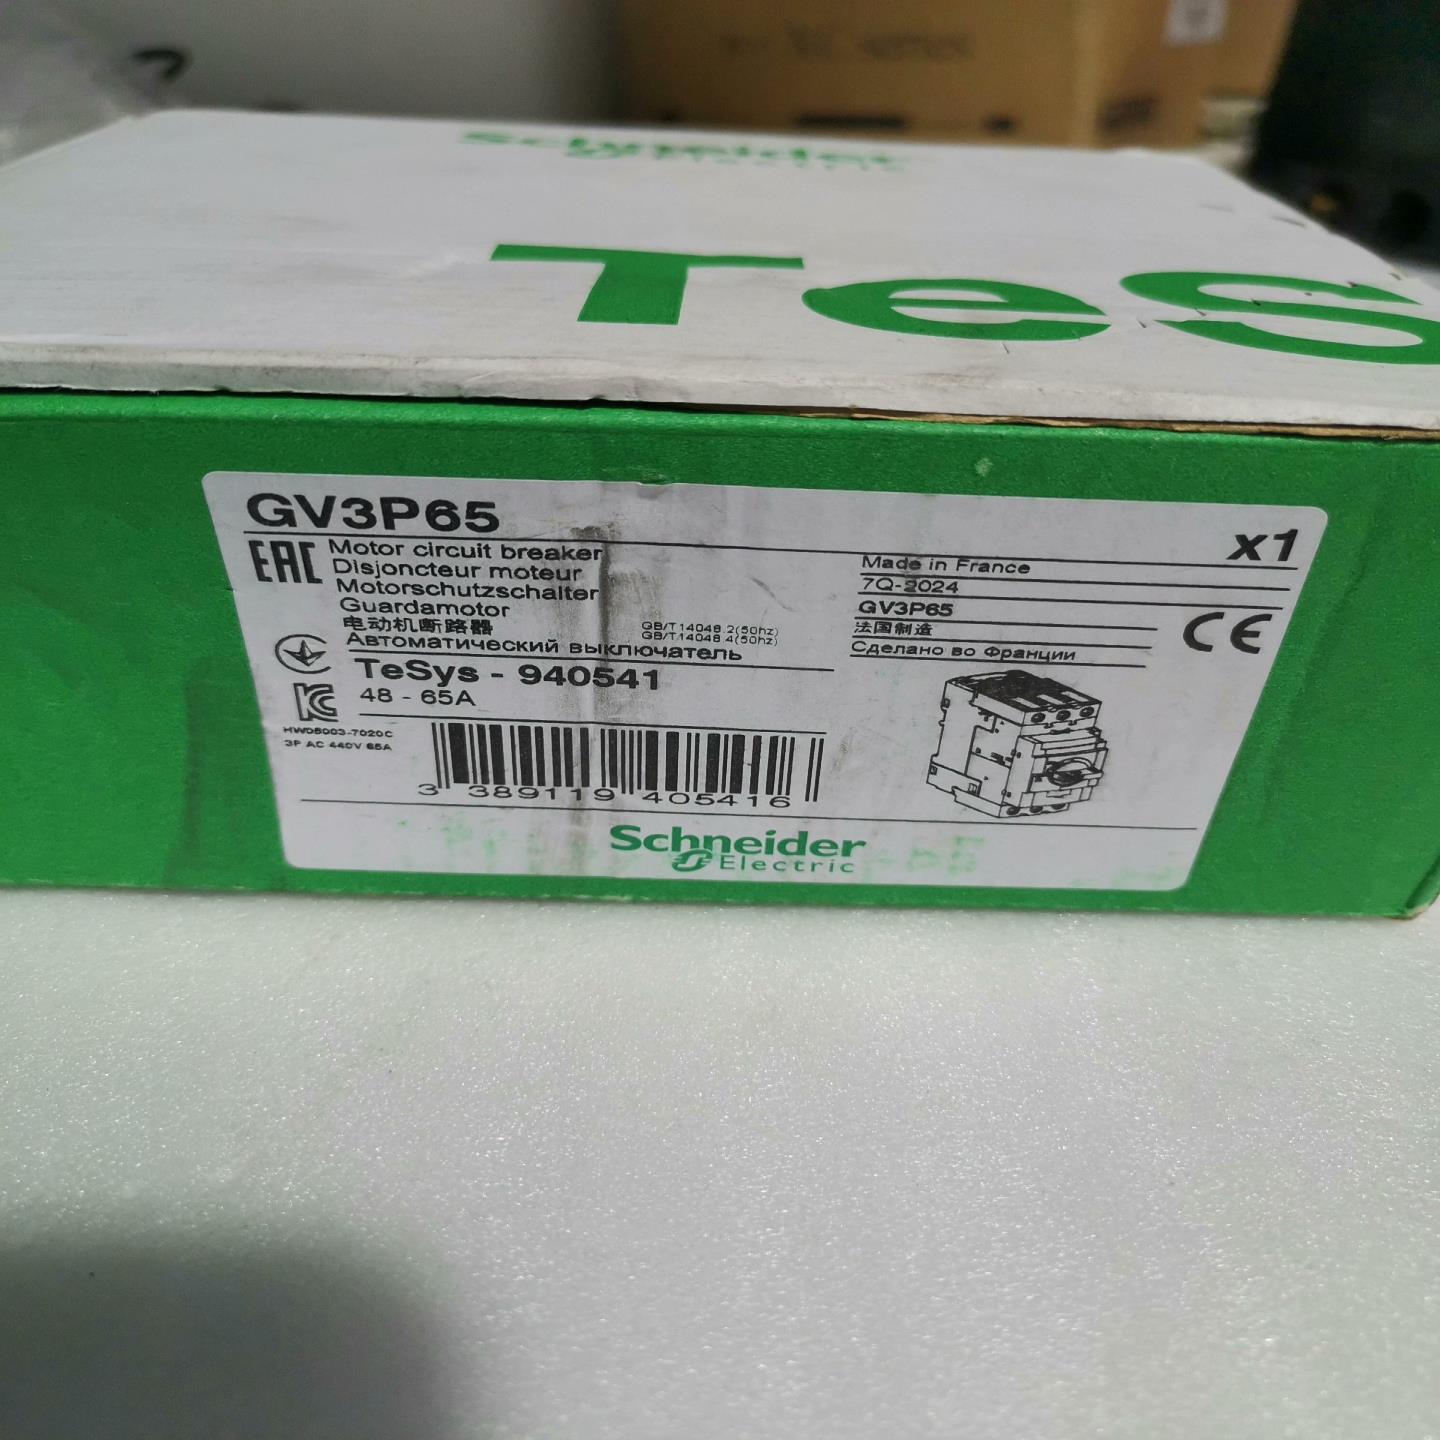 Schneider
Electric
TeS
GV3P65
x1
EAC
Motor circuit breaker
Disjoncteur moteur
Motorschutzschalter
Guardamotor
电动机断路器
GB/T14048.2(50hz)
GB/T14048.4(50hz)
Автоматический выключатель
TeSys - 940541
48 - 65A
Made in France
7Q-2024
GV3P65
法国制造
Сделано во Франции
CE
HW05003-7020C
3P AC 440V 65A
3 389119 405416
Schneider
Electric